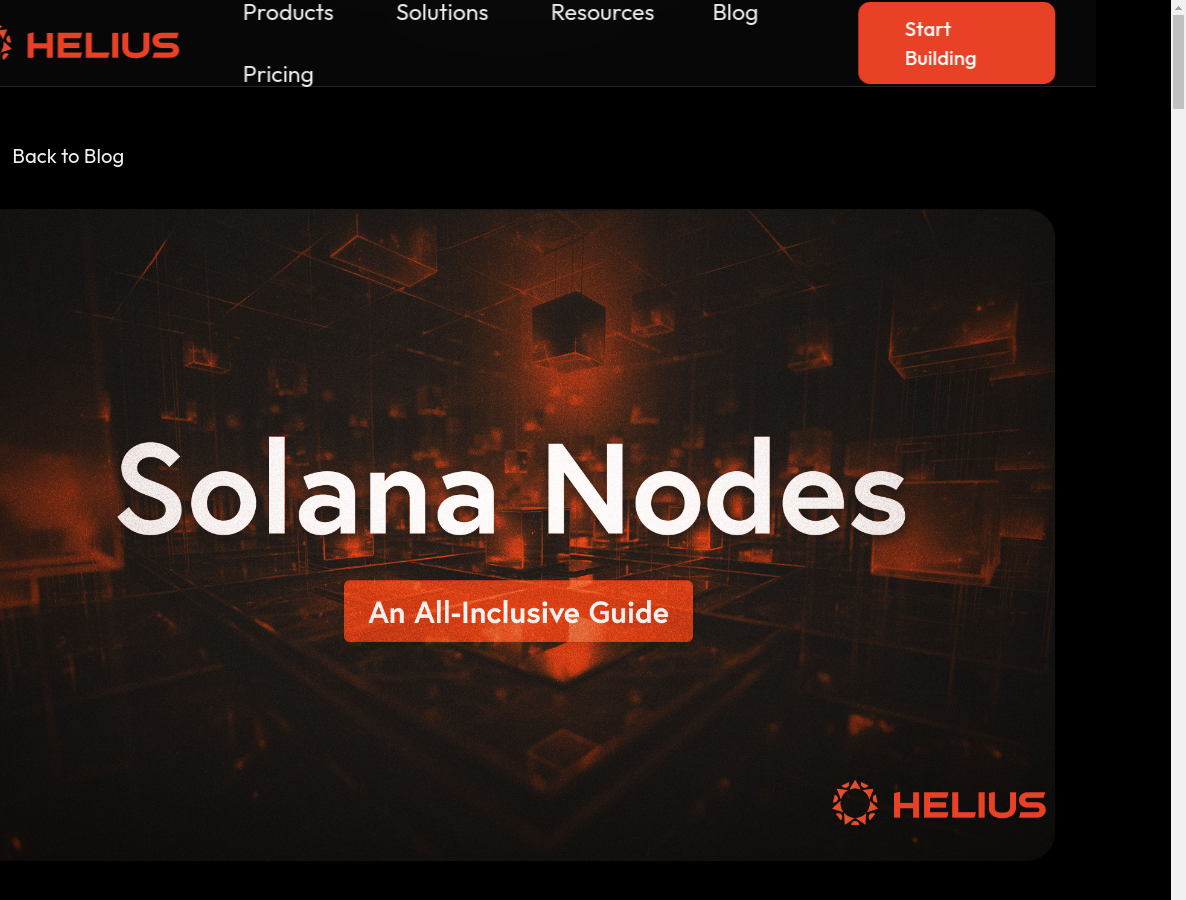 HELIUS
Products Solutions Resources Blog
Pricing
Start
Building
Back to Blog
Solana Nodes
An All-Inclusive Guide
HELIUS